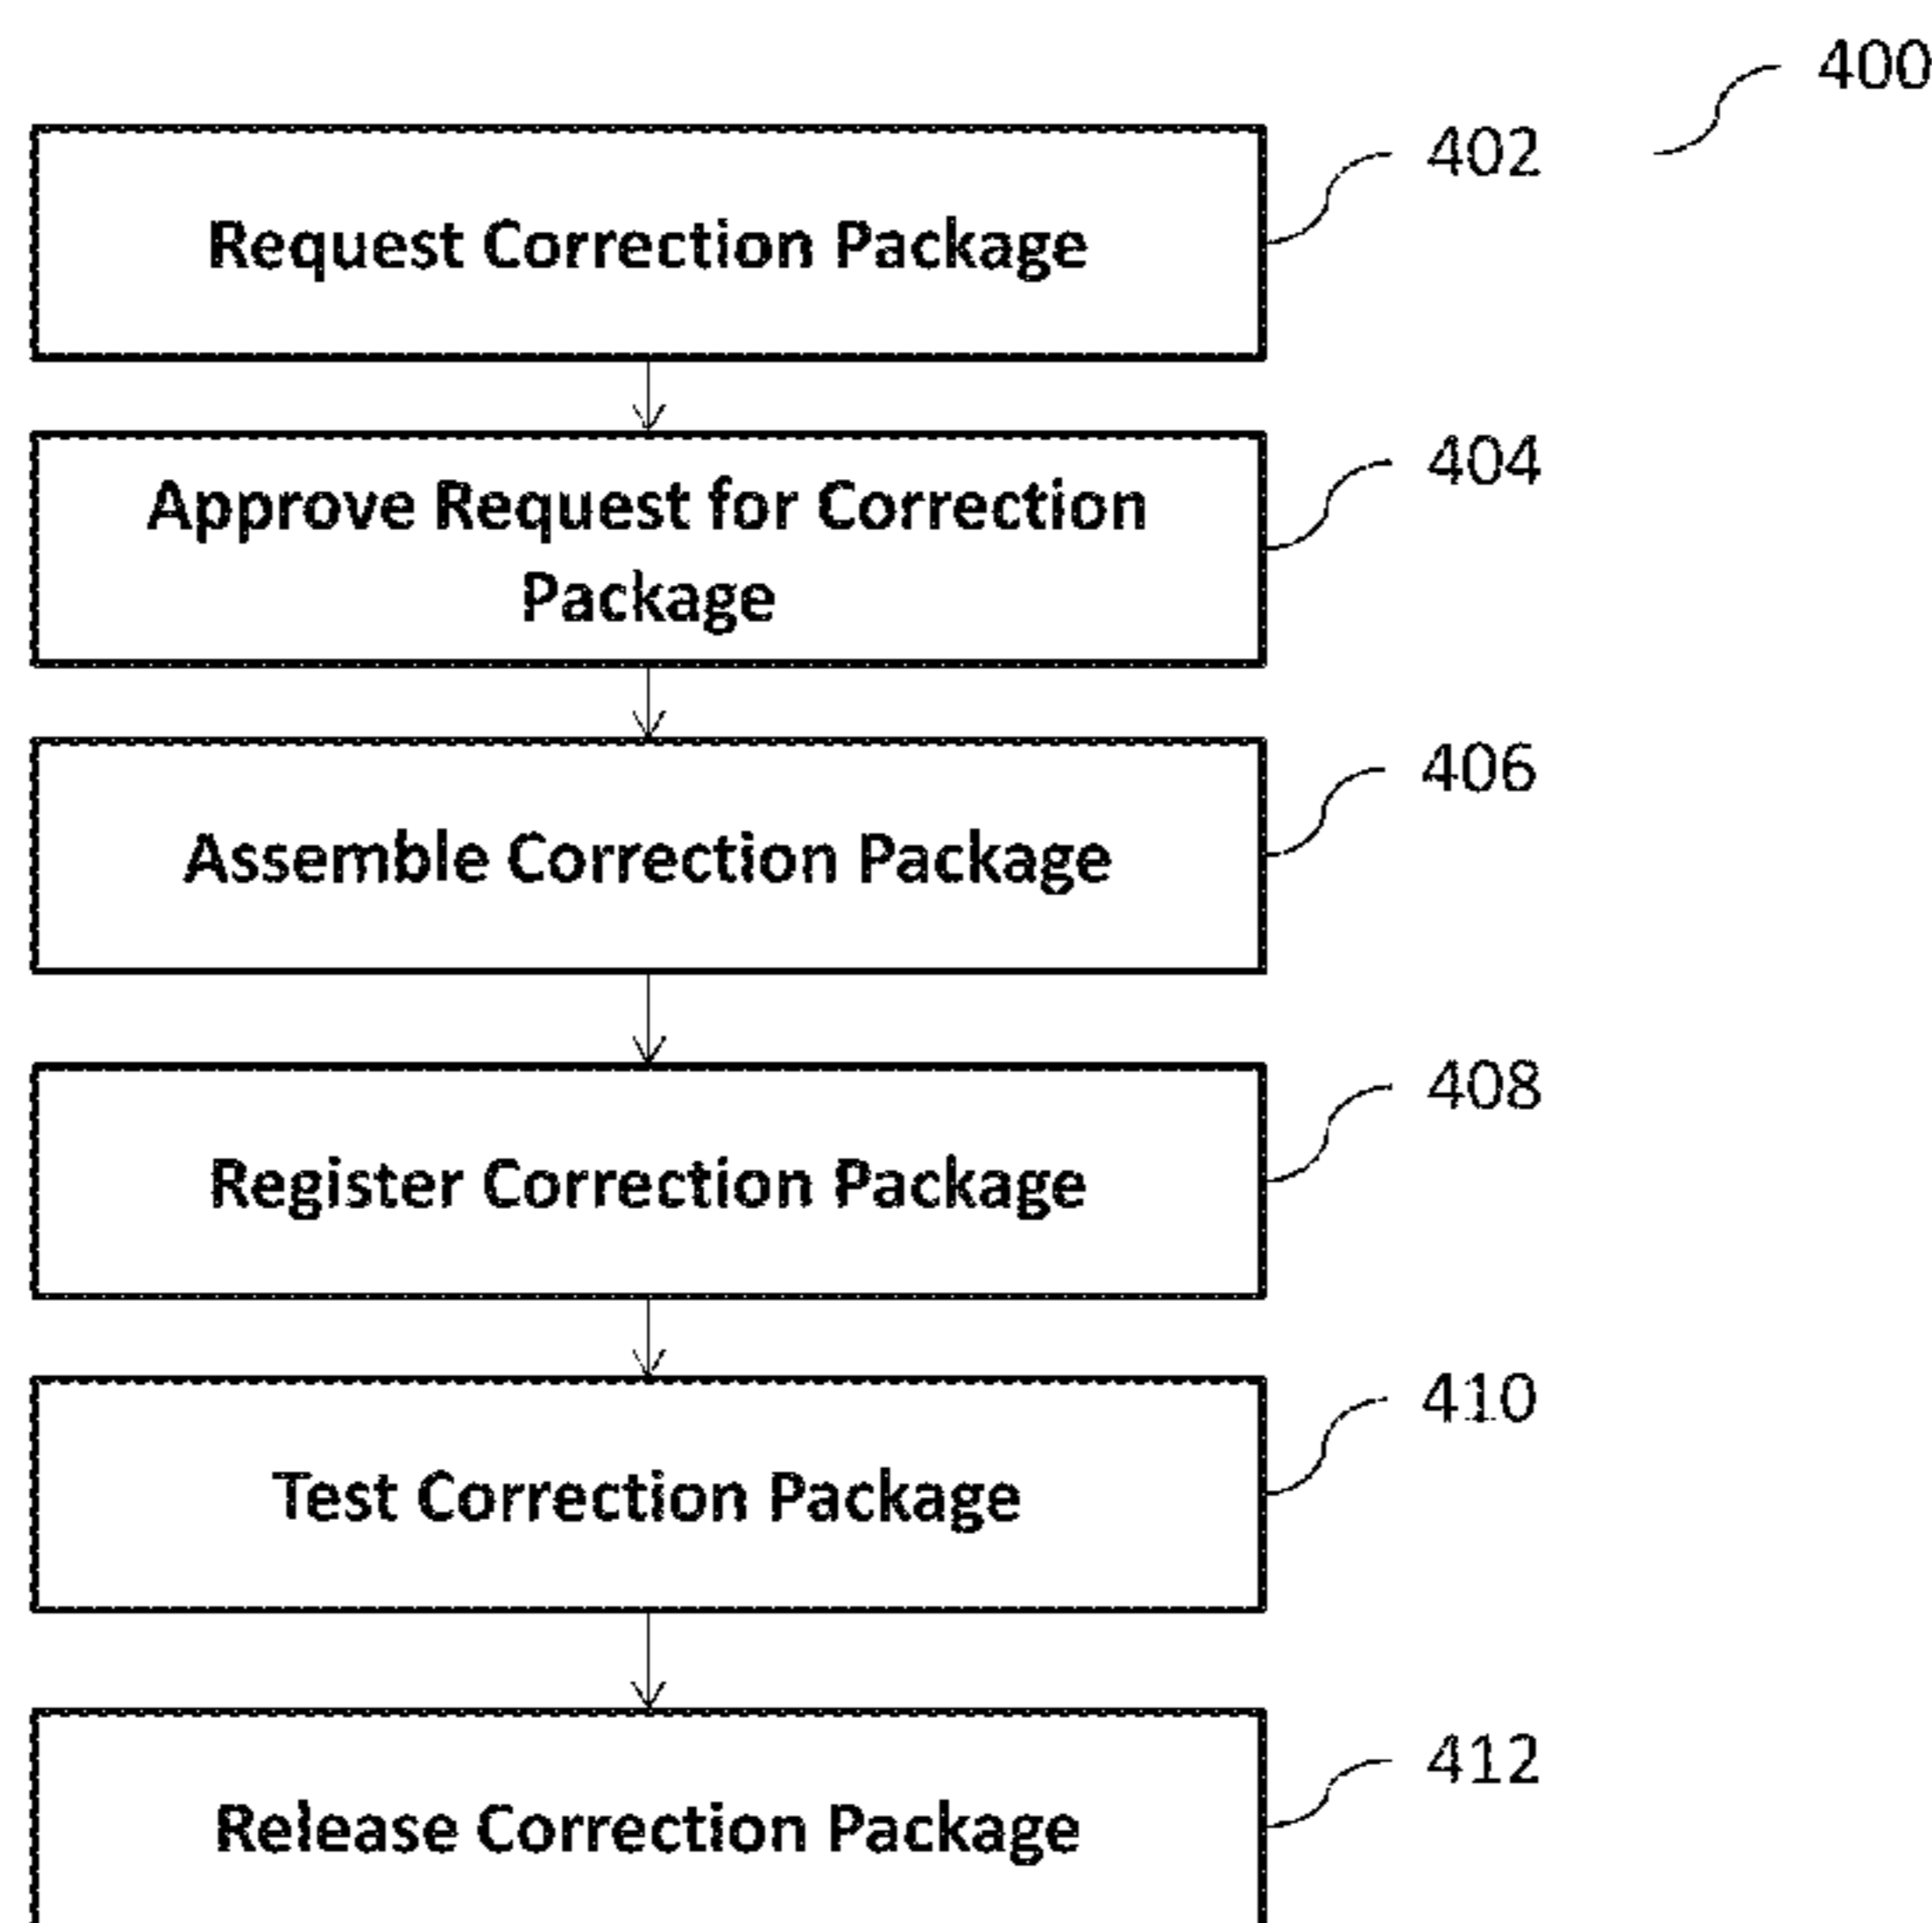 400
402
Request Correction Package
404
Approve Request for Correction
Package
406
Assemble Correction Package
408
Register Correction Package
410
Test Correction Package
412
Release Correction Package